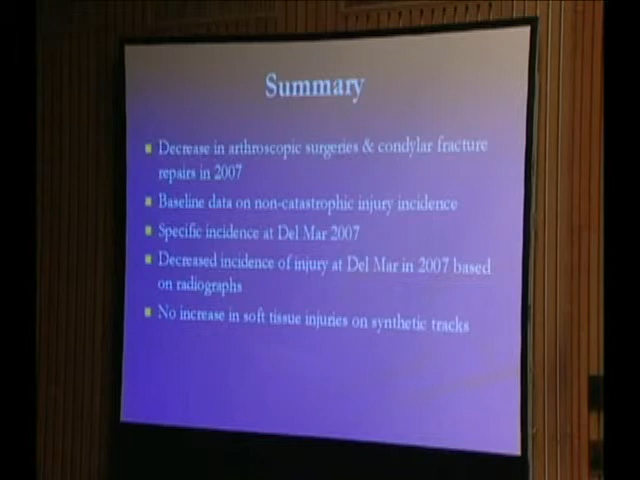 Summary
Decrease in arthroscopic surgeries & condylar fracture
repairs in 2007
Baseline data on non-catastrophic injury incidence
Specific incidence at Del Mar 2007
Decreased incidence of injury at Del Mar in 2007 based
on radiographs
No increase in soft tissue injuries on synthetic tracks